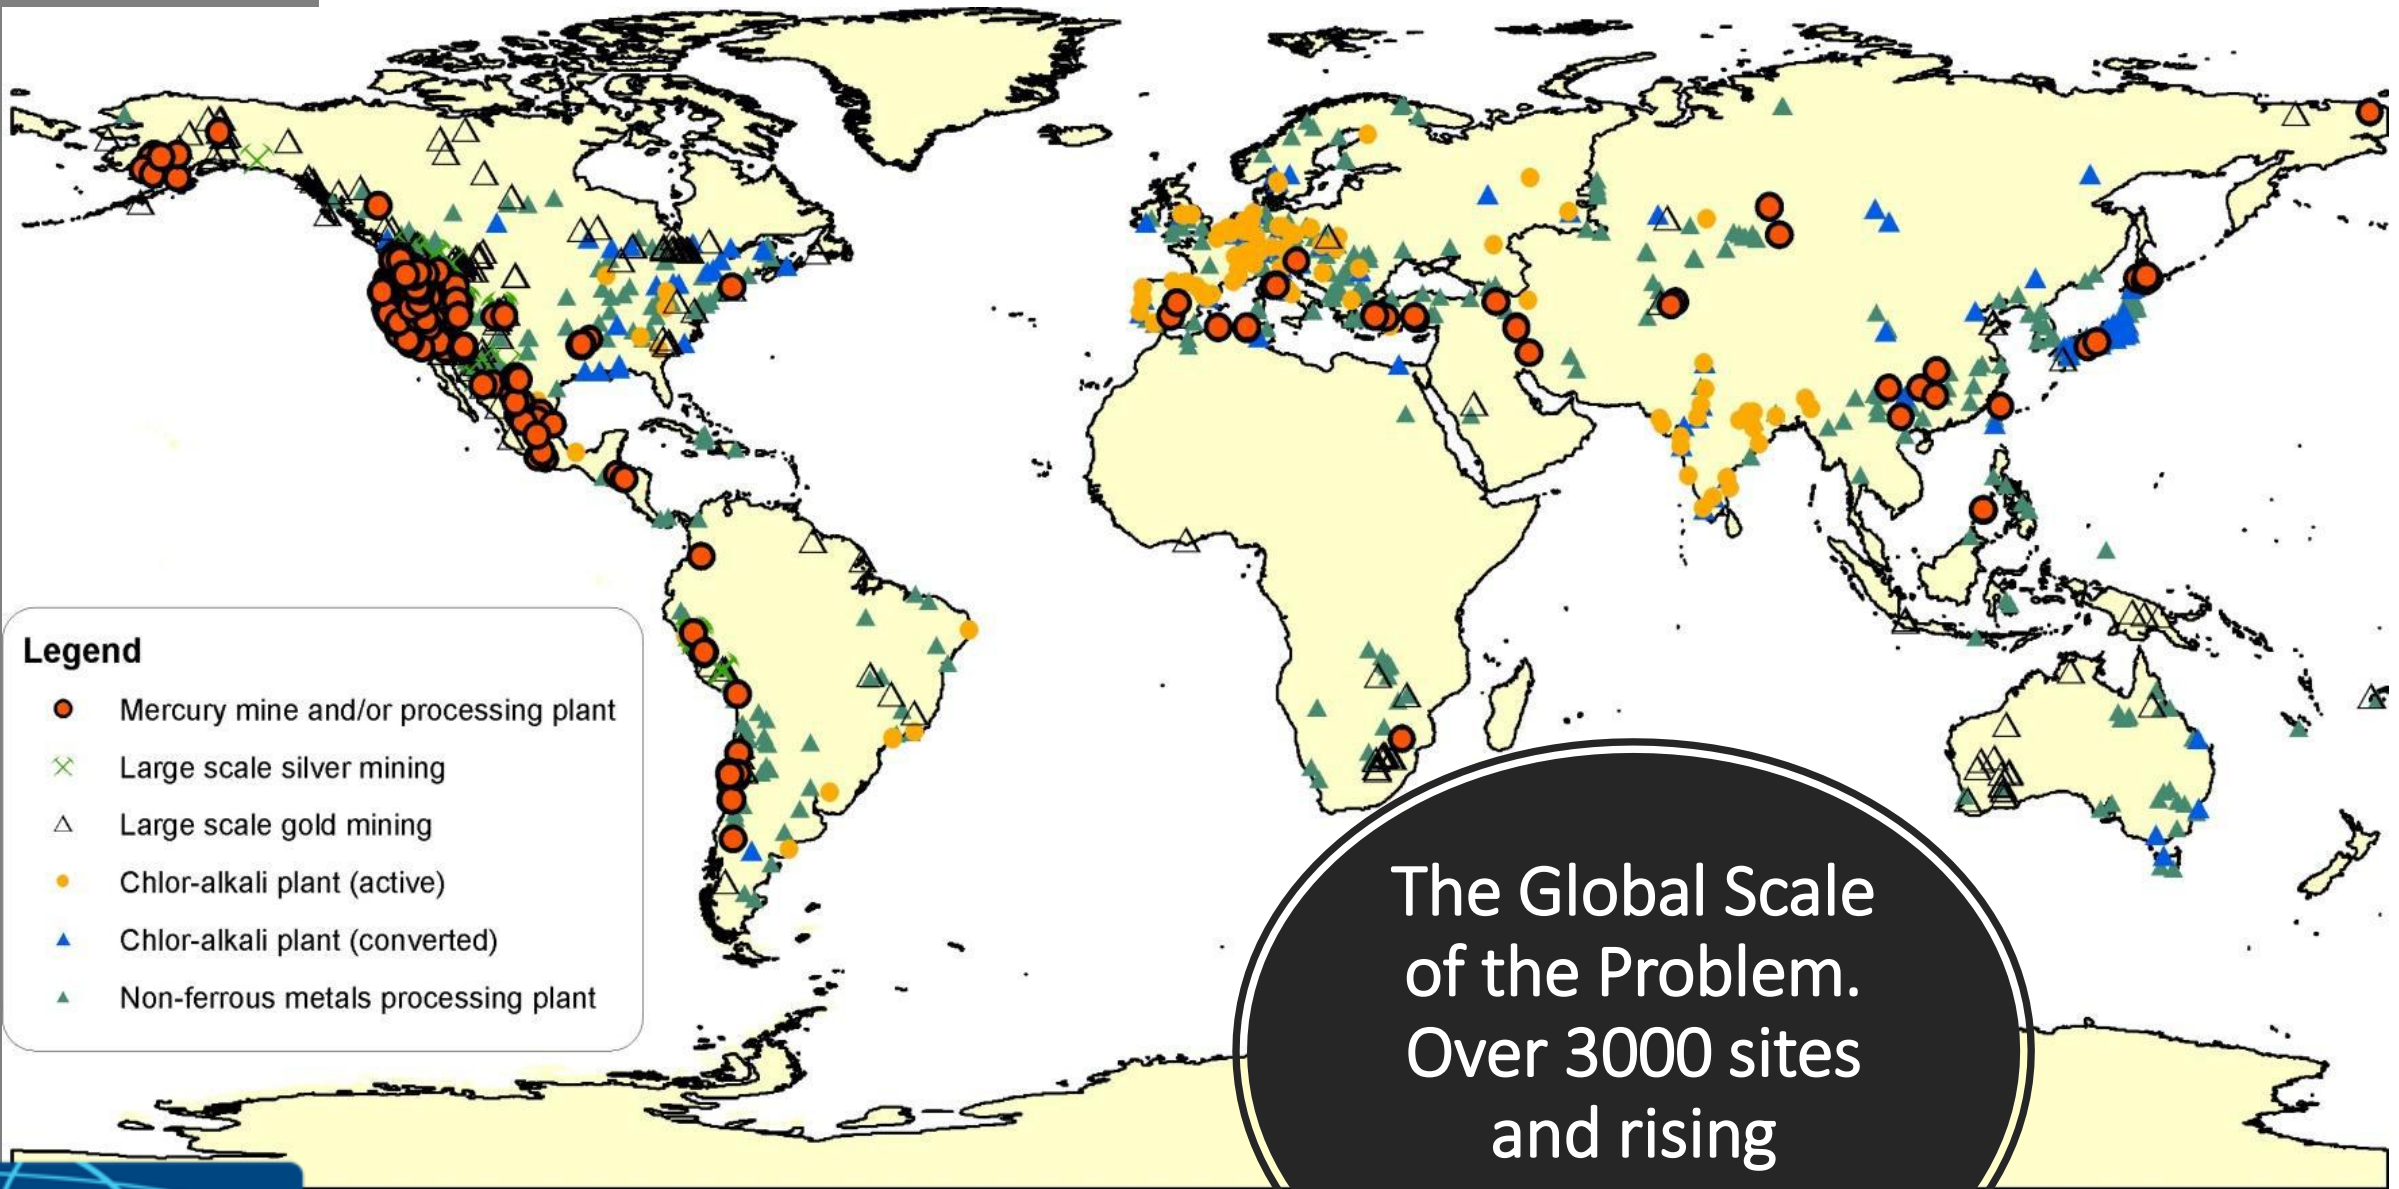 Legend
Mercury mine and/or processing plant
Large scale silver mining
Large scale gold mining
Chlor-alkali plant (active)
Chlor-alkali plant (converted)
Non-ferrous metals processing plant
The Global Scale
of the Problem.
Over 3000 sites
and rising